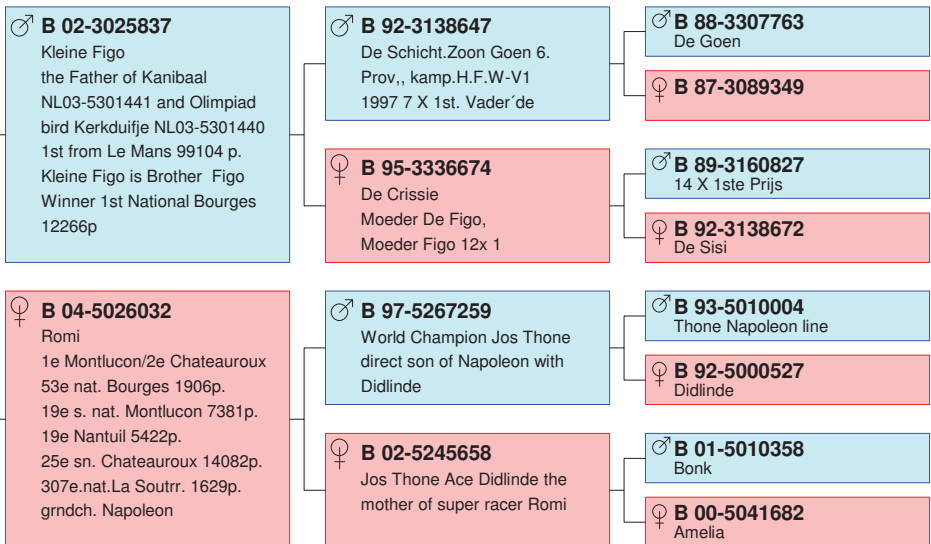 B 02-3025837
Kleine Figo
the Father of Kanibaal
NL03-5301441 and Olimpiad
bird Kerkduifje NL03-5301440
1st from Le Mans 99104 p.
Kleine Figo is Brother Figo
Winner 1st National Bourges
12266p
B 04-5026032
Romi
1e Montlucon/2e Chateauroux
53e nat. Bourges 1906p.
19e s. nat. Montlucon 7381p.
19e Nantuil 5422p.
25e sn. Chateauroux 14082p.
307e.nat.La Soutrr. 1629p.
grndch. Napoleon
B 92-3138647
De Schicht.Zoon Goen 6.
Prov,, kamp.H.F.W-V1
1997 7 X 1st. Vader´de
B 95-3336674
De Crissie
Moeder De Figo,
Moeder Figo 12x 1
B 97-5267259
World Champion Jos Thone
direct son of Napoleon with
Didlinde
B 02-5245658
Jos Thone Ace Didlinde the
mother of super racer Romi
B 88-3307763
De Goen
B 87-3089349
B 89-3160827
14 X 1ste Prijs
B 92-3138672
De Sisi
B 93-5010004
Thone Napoleon line
B 92-5000527
Didlinde
B 01-5010358
Bonk
B 00-5041682
Amelia